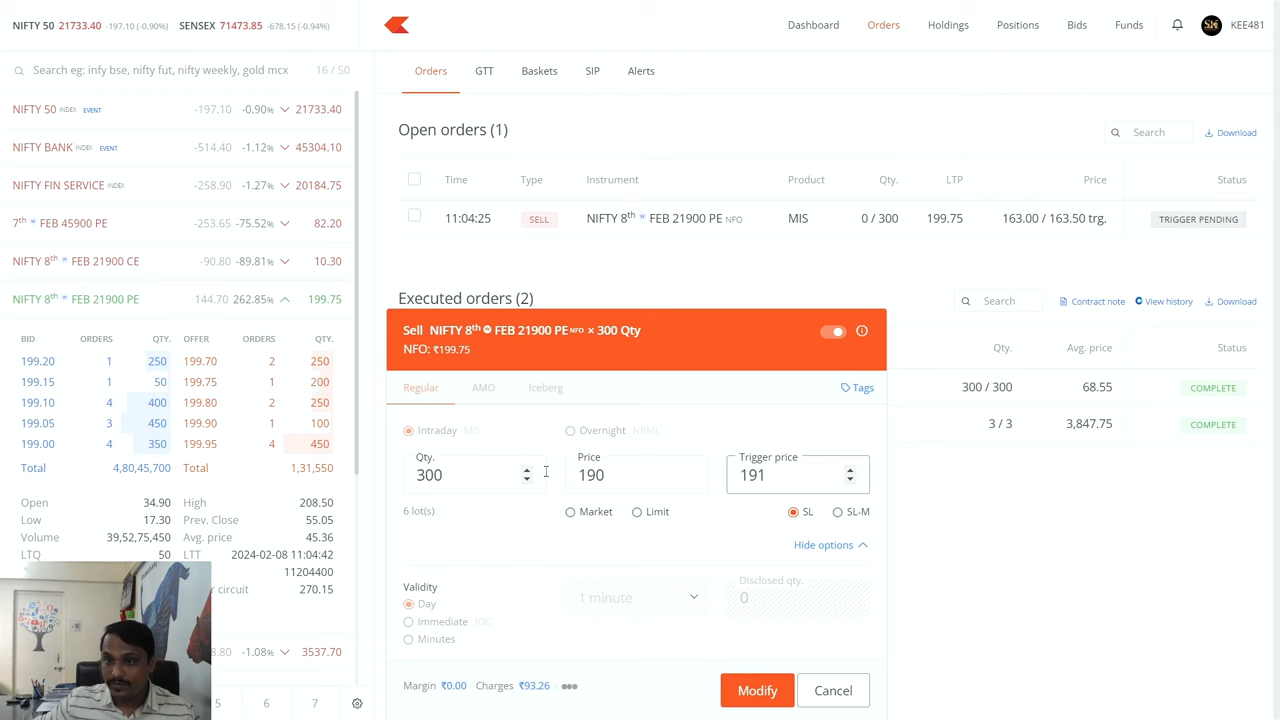 NIFTY 50 21733.40 -197.10 (-0.90%) SENSEX 71473.85 -678.15 (-0.94%)
Dashboard Orders Holdings Positions Bids Funds KEE481
Search eg: infy bse, nifty fut, nifty weekly, gold mcx 16 / 50
Orders GTT Baskets SIP Alerts
NIFTY 50 INDEX EVENT -197.10 -0.90% 21733.40
NIFTY BANK INDEX EVENT -514.40 -1.12% 45304.10
NIFTY FIN SERVICE INDEX -258.90 -1.27% 20184.75
7th w FEB 45900 PE -253.65 -75.52% 82.20
NIFTY 8th w FEB 21900 CE -90.80 -89.81% 10.30
NIFTY 8th w FEB 21900 PE 144.70 262.85% 199.75
BID ORDERS QTY. OFFER ORDERS QTY.
199.20 1 250 199.70 2 250
199.15 1 50 199.75 1 200
199.10 4 400 199.80 2 250
199.05 3 450 199.90 1 100
199.00 4 350 199.95 4 450
Total 4,80,45,700 Total 1,31,550
Open 34.90 High 208.50
Low 17.30 Prev. Close 55.05
Volume 39,52,75,450 Avg. price 45.36
LTQ 50 LTT 2024-02-08 11:04:42
11204400
r circuit 270.15
8.80 -1.08% 3537.70
5 6 7
Open orders (1)
Search Download
Time Type Instrument Product Qty. LTP Price Status
11:04:25 SELL NIFTY 8th w FEB 21900 PE NFO MIS 0 / 300 199.75 163.00 / 163.50 trg. TRIGGER PENDING
Executed orders (2)
Search Contract note View history Download
Qty. Avg. price Status
300 / 300 68.55 COMPLETE
3 / 3 3,847.75 COMPLETE
Sell NIFTY 8th w FEB 21900 PE NFO × 300 Qty
NFO: ₹199.75
Regular AMO Iceberg Tags
Intraday MIS Overnight NRML
Qty. Price Trigger price
300 190 191
6 lot(s) Market Limit SL SL-M
Hide options
Validity
Day
Immediate IOC
Minutes
1 minute
Disclosed qty.
0
Margin ₹0.00 Charges ₹93.26
Modify Cancel